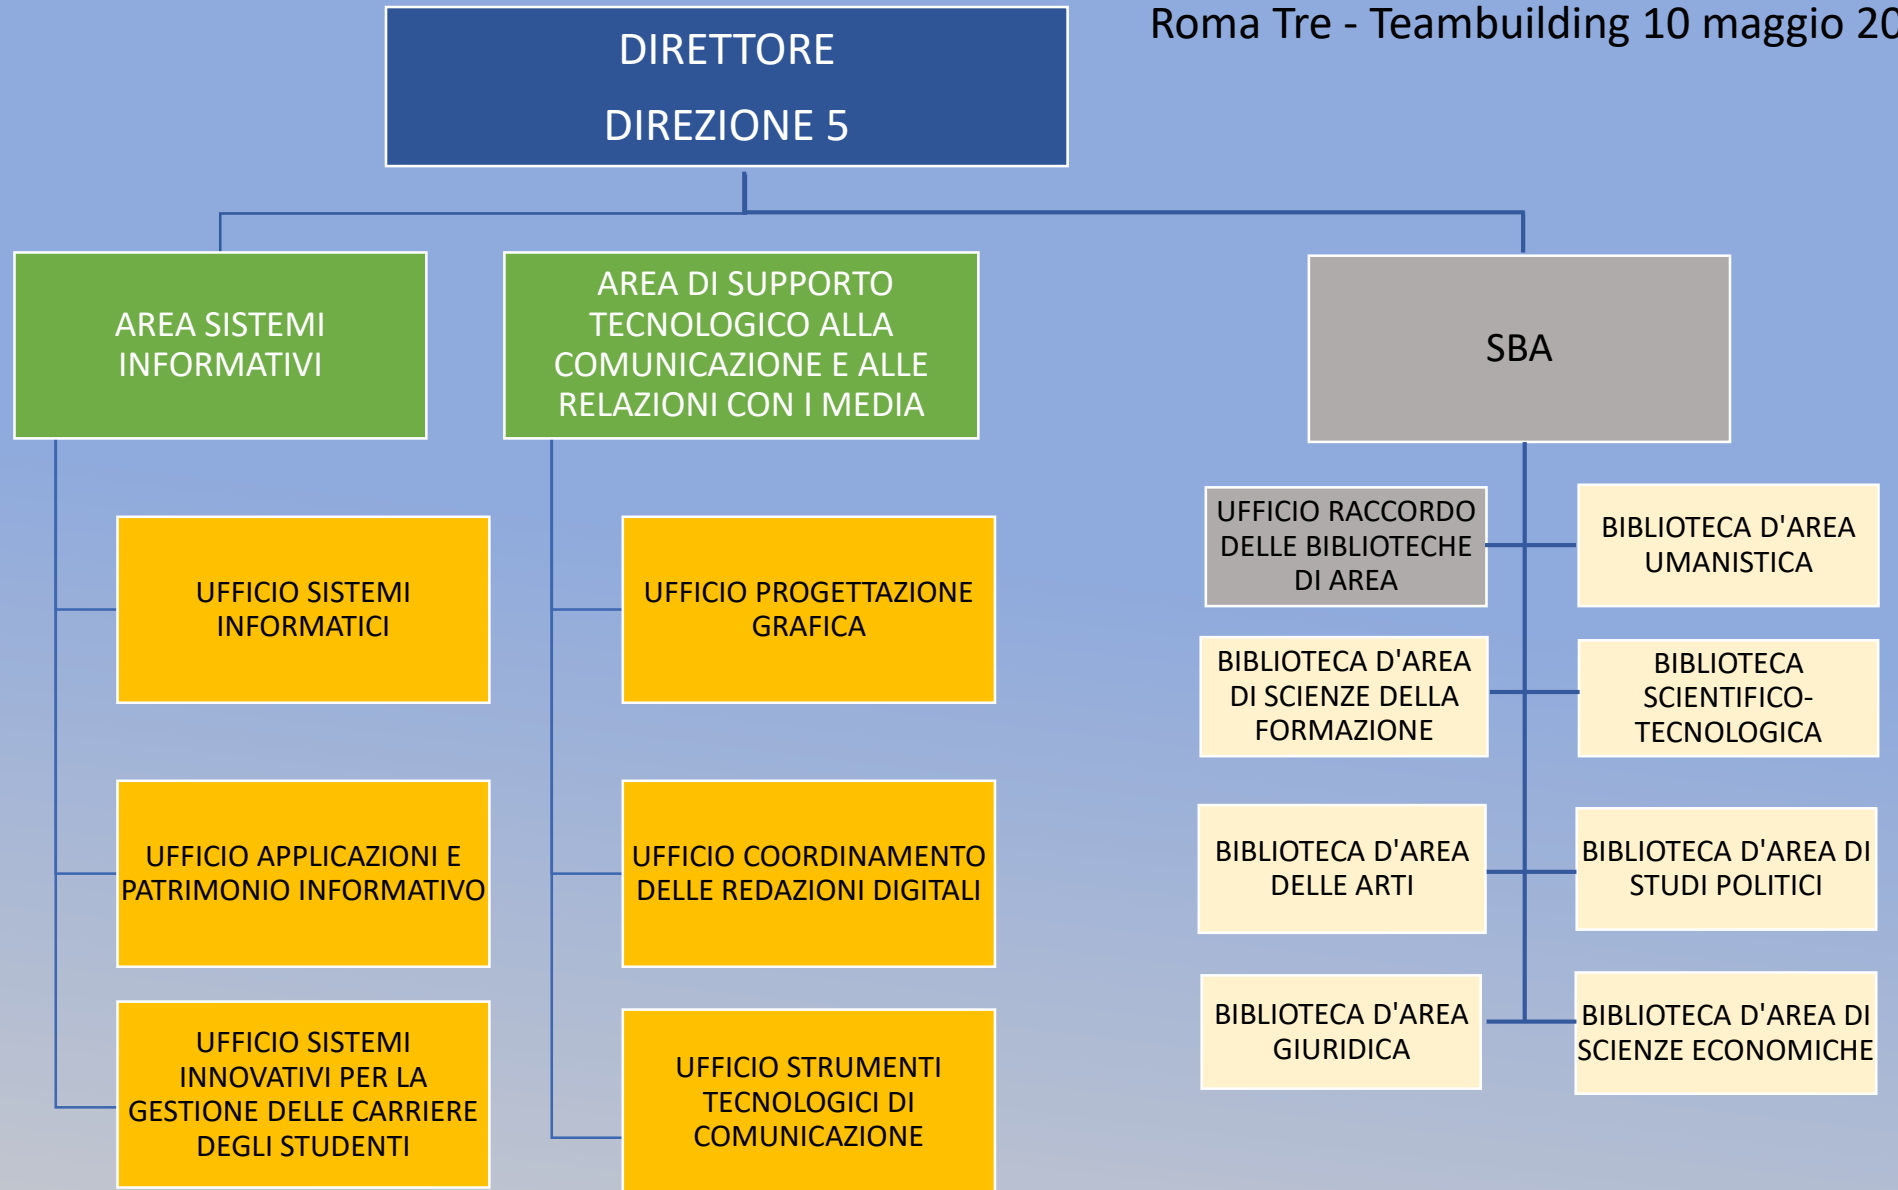 Roma Tre - Teambuilding 10 maggio 20
DIRETTORE
DIREZIONE 5
AREA SISTEMI
INFORMATIVI
AREA DI SUPPORTO
TECNOLOGICO ALLA
COMUNICAZIONE E ALLE
RELAZIONI CON I MEDIA
SBA
UFFICIO SISTEMI
INFORMATICI
UFFICIO APPLICAZIONI E
PATRIMONIO INFORMATIVO
UFFICIO SISTEMI
INNOVATIVI PER LA
GESTIONE DELLE CARRIERE
DEGLI STUDENTI
UFFICIO PROGETTAZIONE
GRAFICA
UFFICIO COORDINAMENTO
DELLE REDAZIONI DIGITALI
UFFICIO STRUMENTI
TECNOLOGICI DI
COMUNICAZIONE
UFFICIO RACCORDO
DELLE BIBLIOTECHE
DI AREA
BIBLIOTECA D'AREA
UMANISTICA
BIBLIOTECA D'AREA
DI SCIENZE DELLA
FORMAZIONE
BIBLIOTECA
SCIENTIFICO-
TECNOLOGICA
BIBLIOTECA D'AREA
DELLE ARTI
BIBLIOTECA D'AREA DI
STUDI POLITICI
BIBLIOTECA D'AREA
GIURIDICA
BIBLIOTECA D'AREA DI
SCIENZE ECONOMICHE